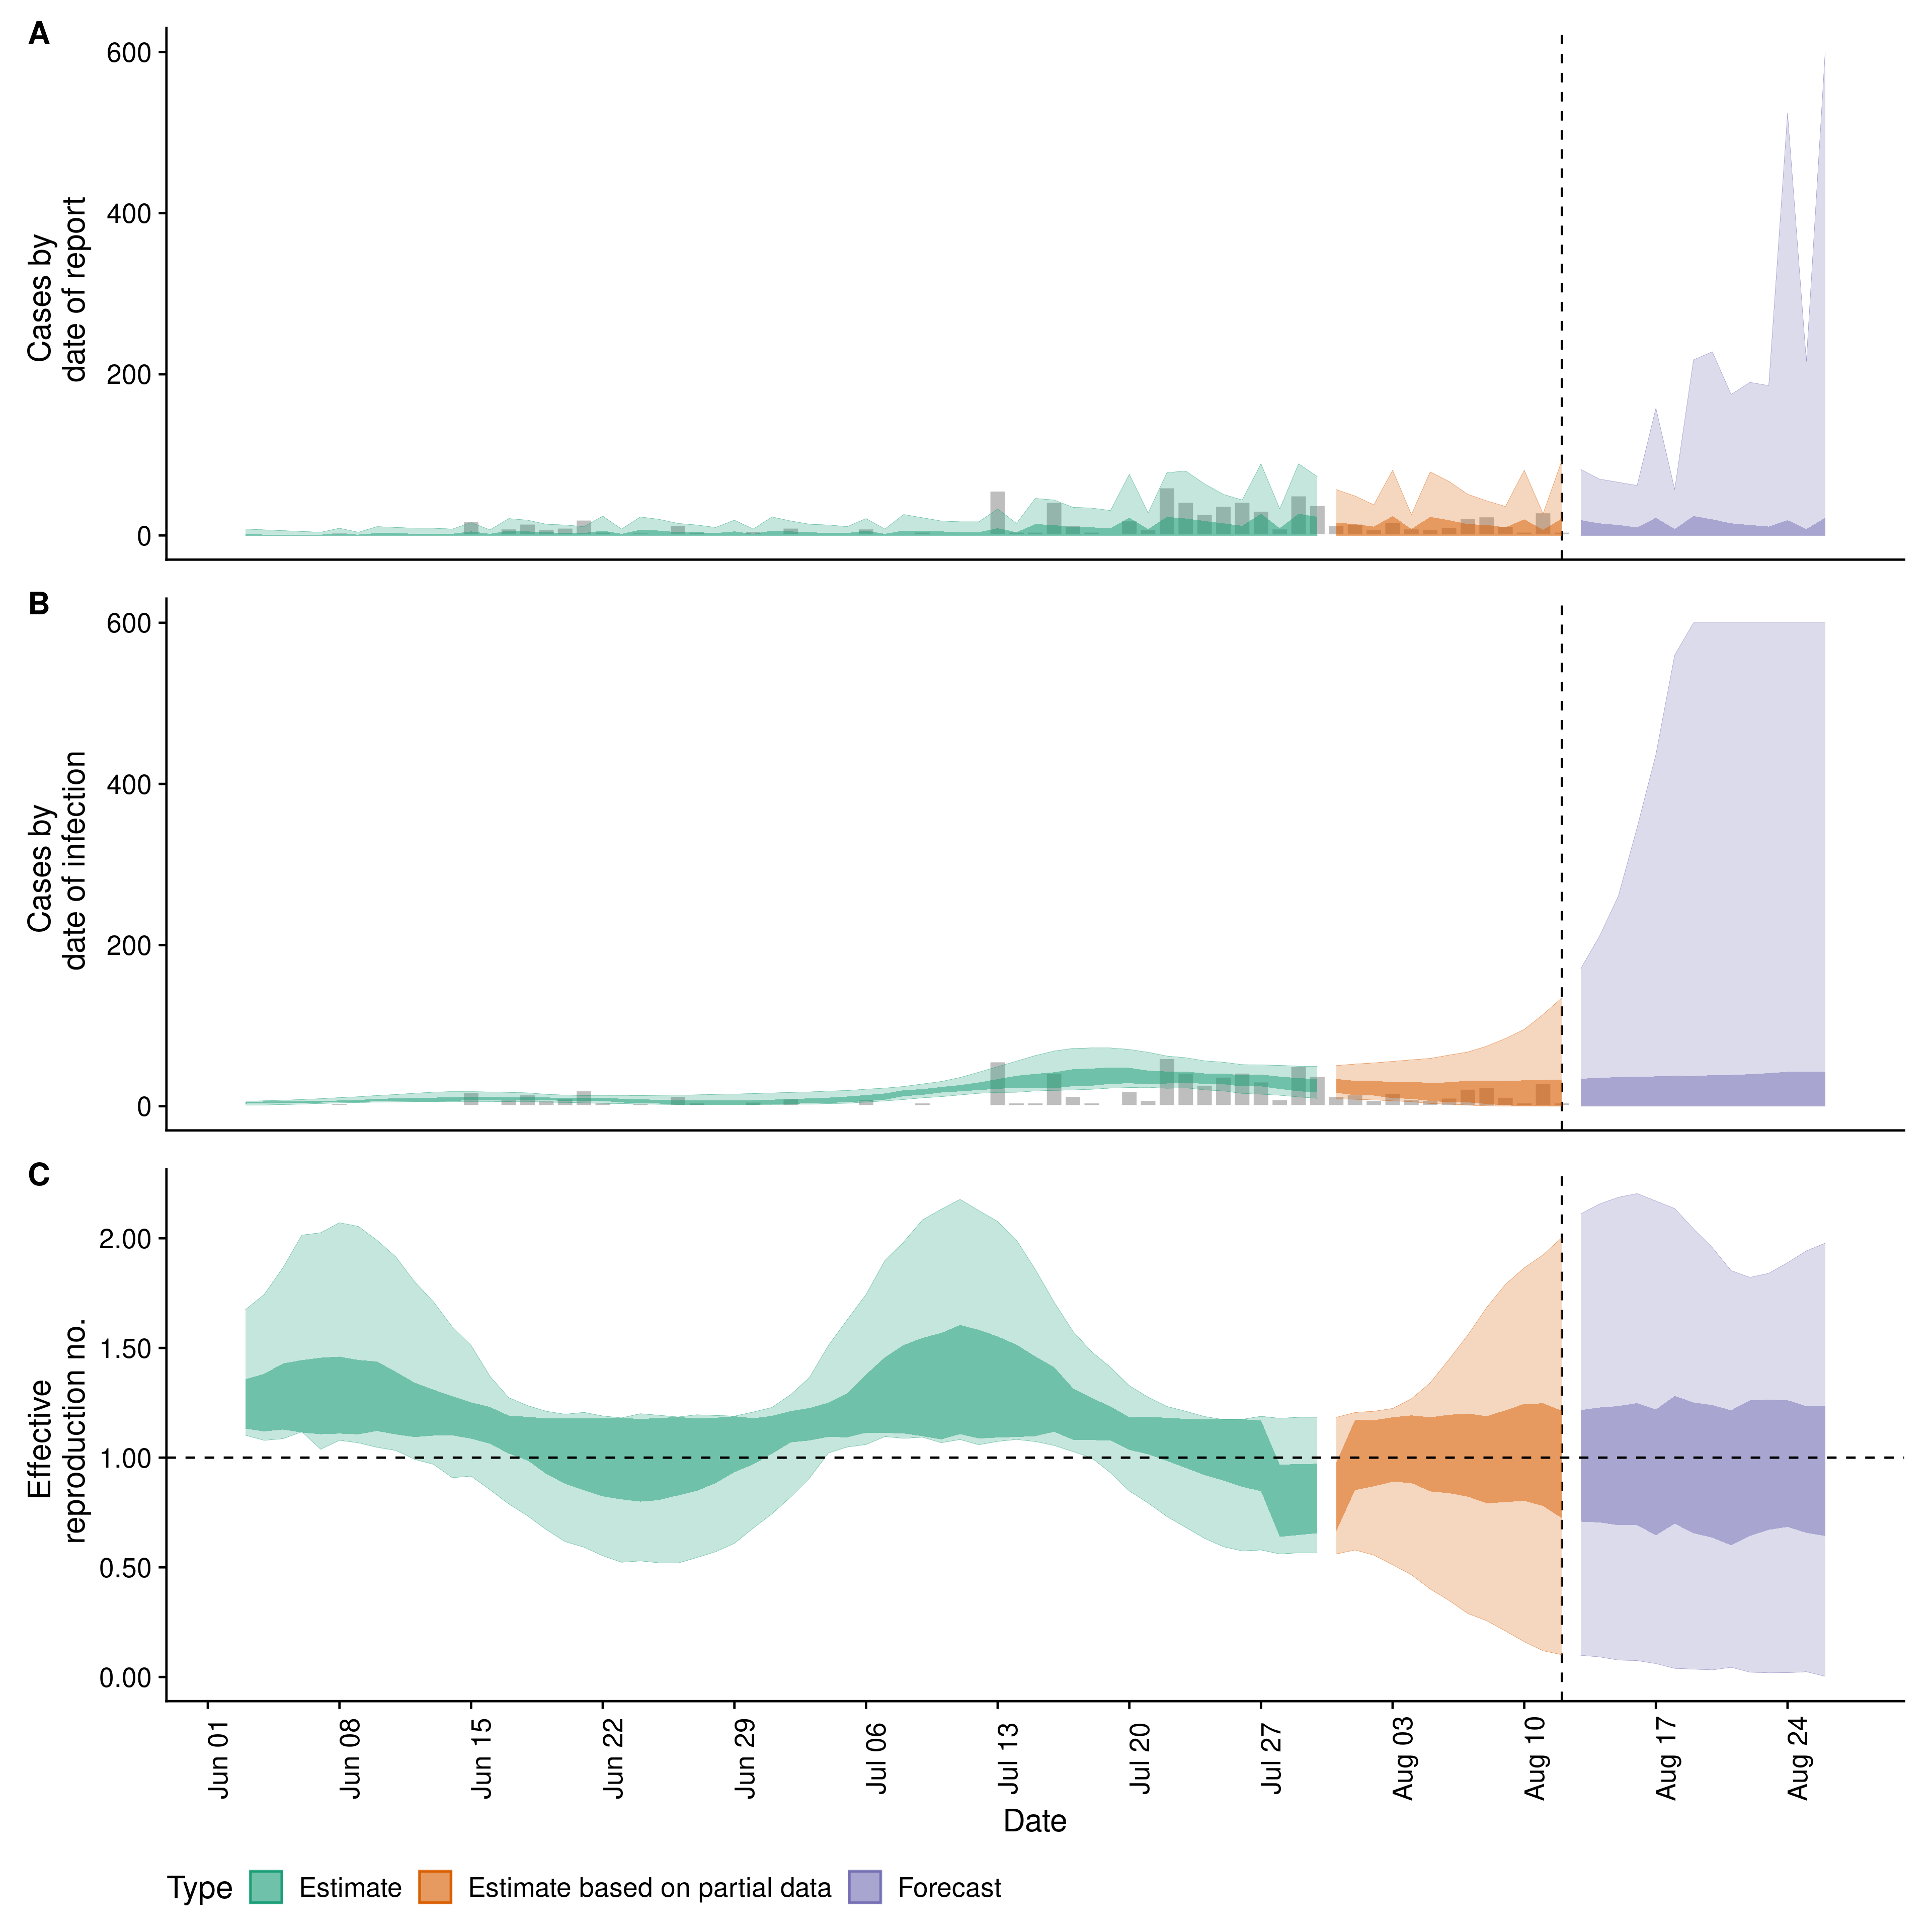 A
600
400
200
0
Cases by
date of report
B
600
400
200
0
Cases by
date of infection
C
2.00
1.50
1.00
0.50
0.00
Effective
reproduction no.
Jun 01
Jun 08
Jun 15
Jun 22
Jun 29
Jul 06
Jul 13
Jul 20
Jul 27
Aug 03
Aug 10
Aug 17
Aug 24
Date
Type Estimate Estimate based on partial data Forecast